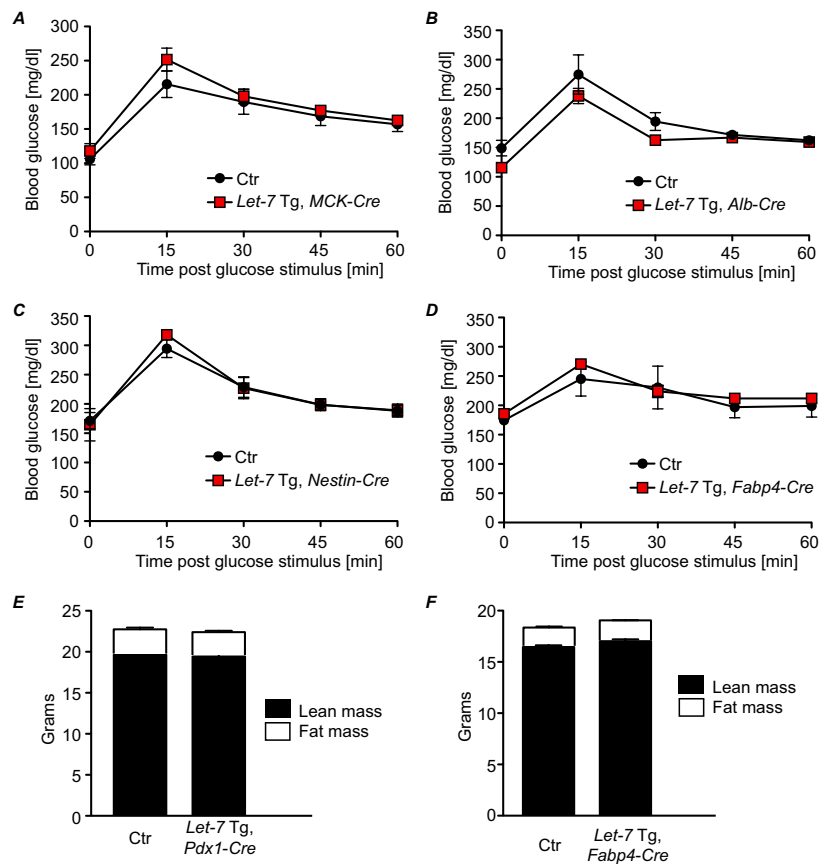 A
Blood glucose [mg/dl]
300
250
200
150
100
50
0
0
15
30
45
60
Ctr
Let-7 Tg, MCK-Cre
Time post glucose stimulus [min]
B
Blood glucose [mg/dl]
350
300
250
200
150
100
50
0
0
15
30
45
60
Ctr
Let-7 Tg, Alb-Cre
Time post glucose stimulus [min]
C
Blood glucose [mg/dl]
350
300
250
200
150
100
50
0
0
15
30
45
60
Ctr
Let-7 Tg, Nestin-Cre
Time post glucose stimulus [min]
D
Blood glucose [mg/dl]
350
300
250
200
150
100
50
0
0
15
30
45
60
Ctr
Let-7 Tg, Fabp4-Cre
Time post glucose stimulus [min]
E
Grams
25
20
15
10
5
0
Lean mass
Fat mass
Ctr
Let-7 Tg,
Pdx1-Cre
F
Grams
20
15
10
5
0
Lean mass
Fat mass
Ctr
Let-7 Tg,
Fabp4-Cre